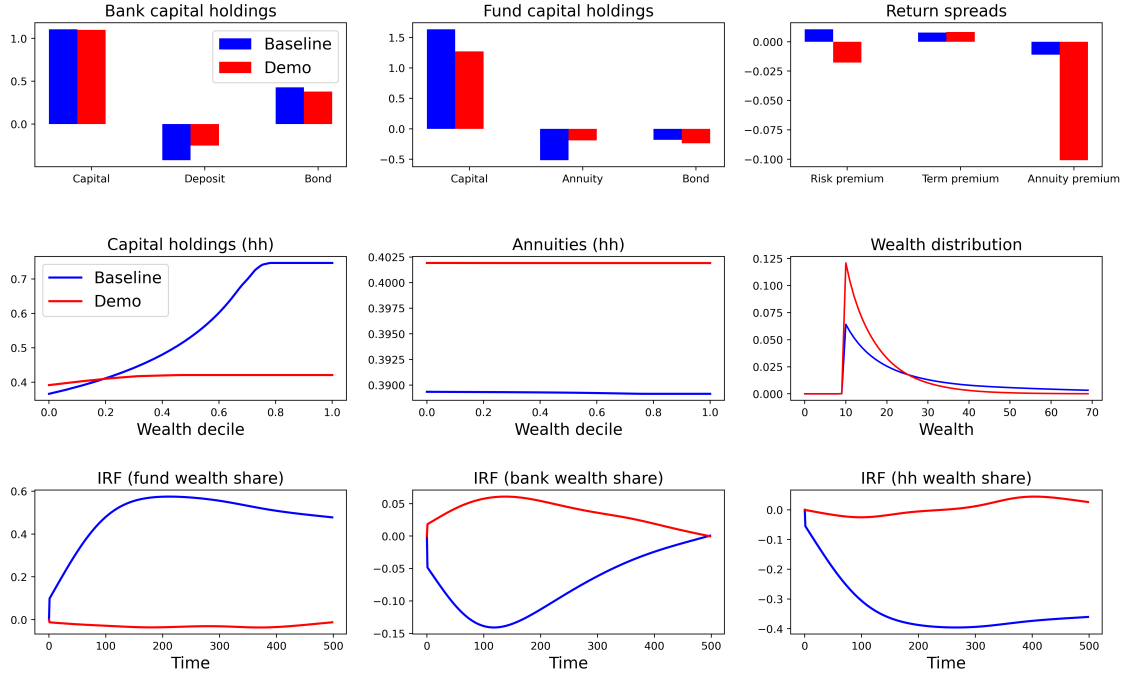 Bank capital holdings
1.0
0.5
0.0
Baseline
Demo
Capital
Deposit
Bond
Fund capital holdings
1.5
1.0
0.5
0.0
−0.5
Capital
Annuity
Bond
Return spreads
0.000
−0.025
−0.050
−0.075
−0.100
Risk premium
Term premium
Annuity premium
Capital holdings (hh)
0.7
0.6
0.5
0.4
Baseline
Demo
0.0
0.2
0.4
0.6
0.8
1.0
Wealth decile
Annuities (hh)
0.4025
0.4000
0.3975
0.3950
0.3925
0.3900
0.0
0.2
0.4
0.6
0.8
1.0
Wealth decile
Wealth distribution
0.125
0.100
0.075
0.050
0.025
0.000
0
10
20
30
40
50
60
70
Wealth
IRF (fund wealth share)
0.6
0.4
0.2
0.0
0
100
200
300
400
500
Time
IRF (bank wealth share)
0.05
0.00
−0.05
−0.10
−0.15
0
100
200
300
400
500
Time
IRF (hh wealth share)
0.0
−0.1
−0.2
−0.3
−0.4
0
100
200
300
400
500
Time